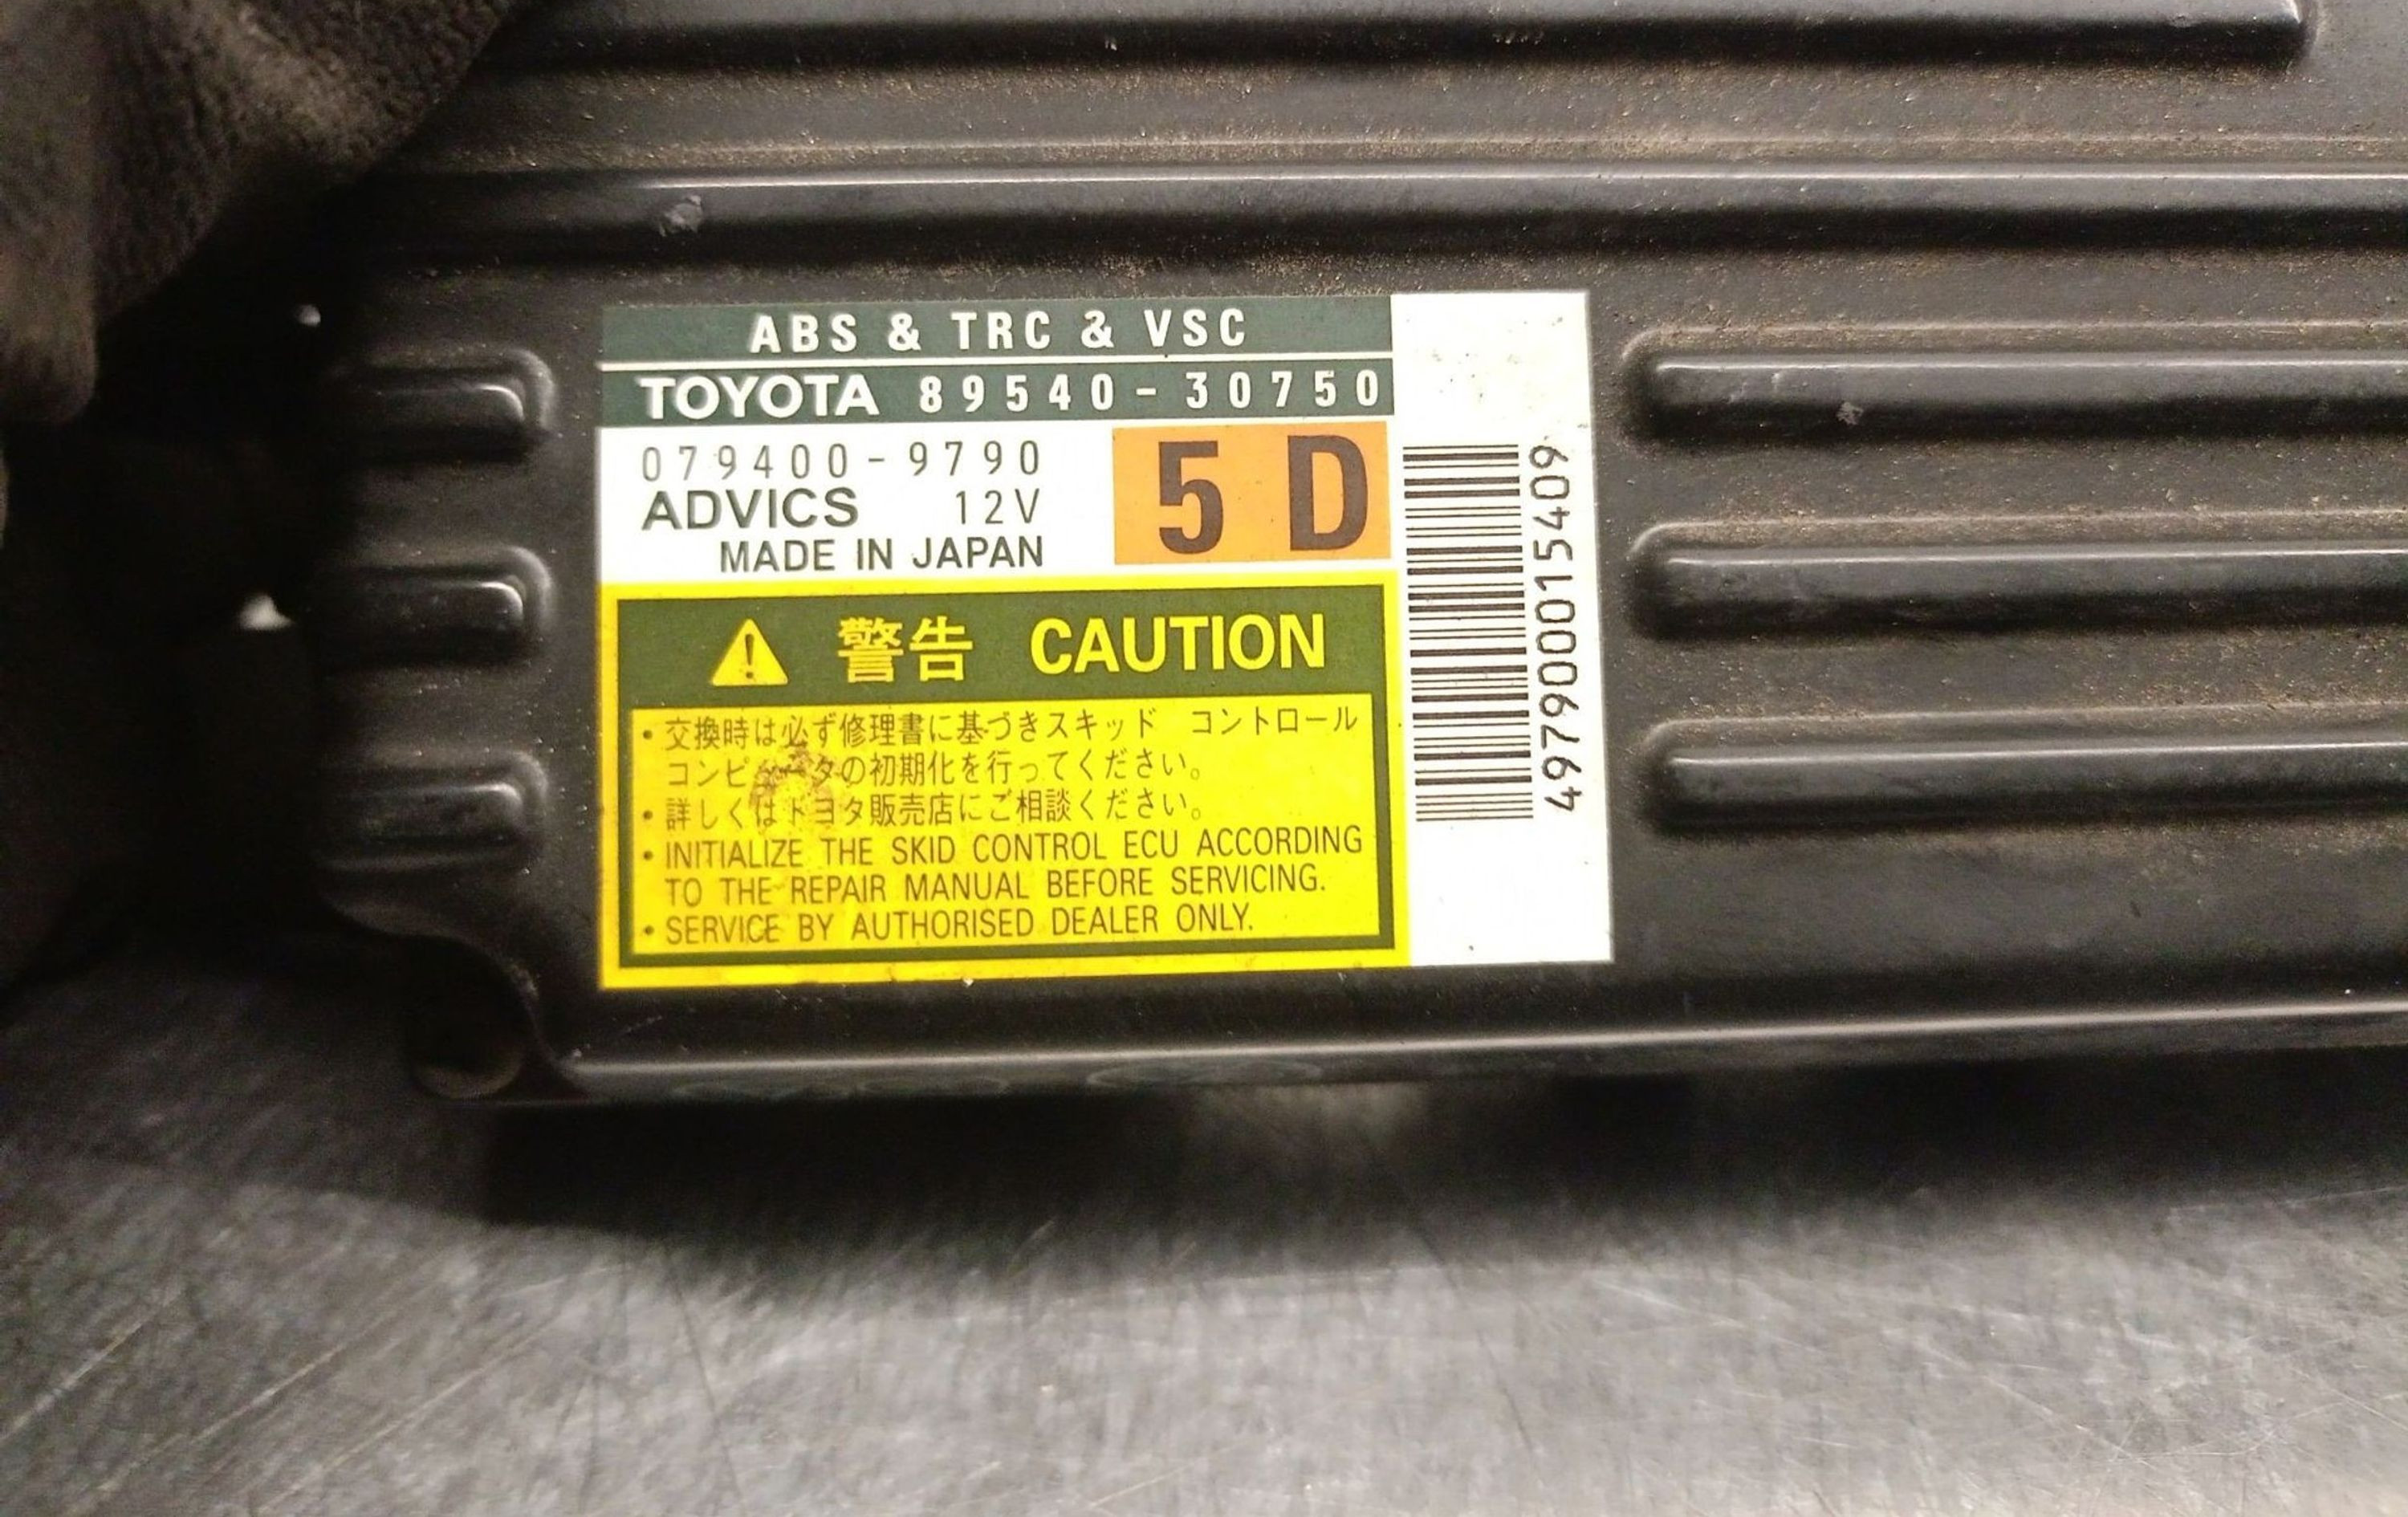 ABS & TRC & VSC
TOYOTA 89540-30750
079400-9790
ADVICS 12V
MADE IN JAPAN
5 D
警告 CAUTION
・交換時は必ず修理書に基づきスキッド コントロール
コンピュータの初期化を行ってください。
・詳しくはトヨタ販売店にご相談ください。
・INITIALIZE THE SKID CONTROL ECU ACCORDING
TO THE REPAIR MANUAL BEFORE SERVICING.
・SERVICE BY AUTHORISED DEALER ONLY.
497900015409